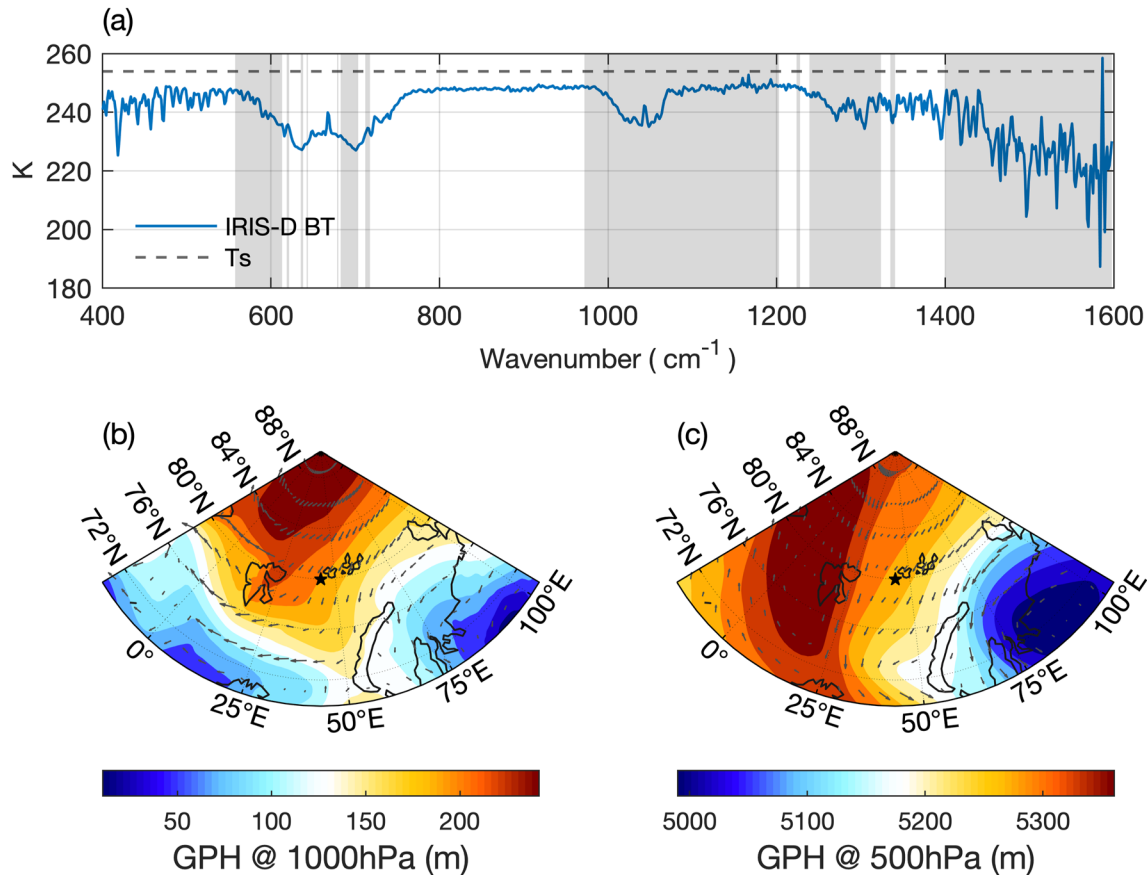 (a)
260
240
220
200
180
K
IRIS-D BT
Ts
400 600 800 1000 1200 1400 1600
Wavenumber ( cm⁻¹ )
(b)
88°N
84°N
80°N
76°N
72°N
0°
25°E
50°E
75°E
100°E
50 100 150 200
GPH @ 1000hPa (m)
(c)
88°N
84°N
80°N
76°N
72°N
0°
25°E
50°E
75°E
100°E
5000 5100 5200 5300
GPH @ 500hPa (m)